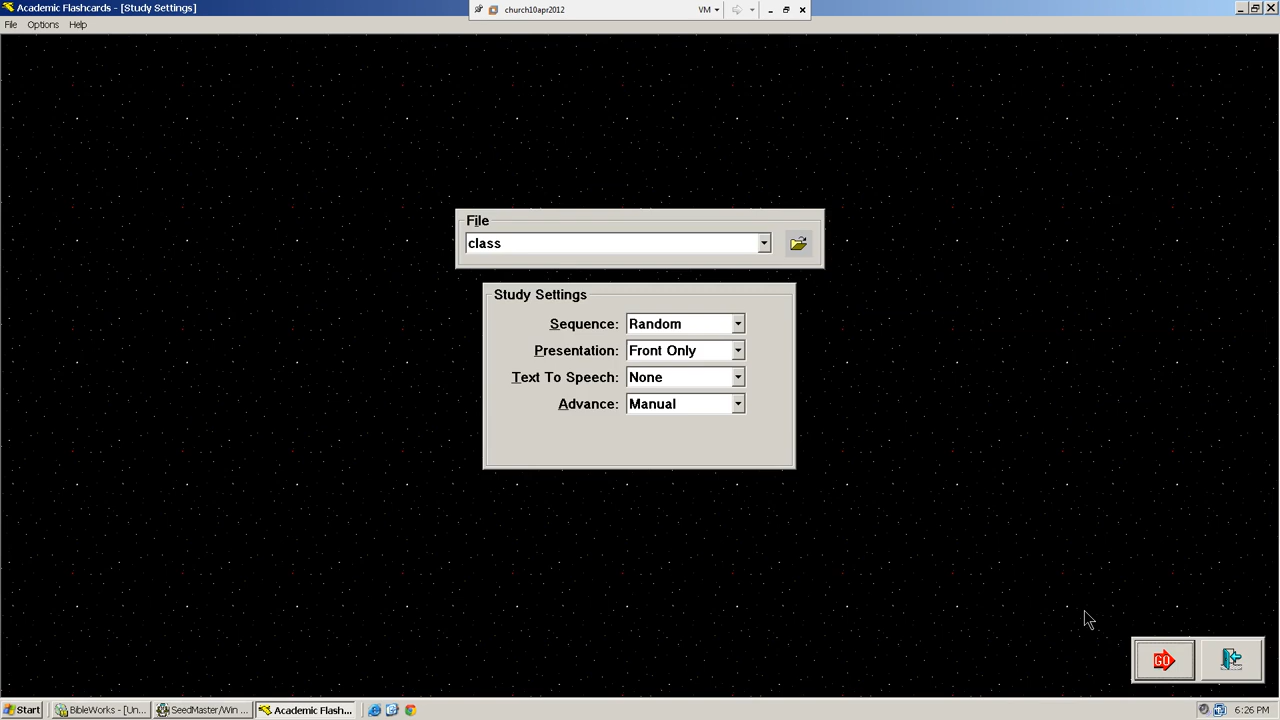 Academic Flashcards - [Study Settings]
church10apr2012
VM
File Options Help
File
class
Study Settings
Sequence: Random
Presentation: Front Only
Text To Speech: None
Advance: Manual
GO
Start
BibleWorks - [Un...
SeedMaster/Win ...
Academic Flash...
6:26 PM